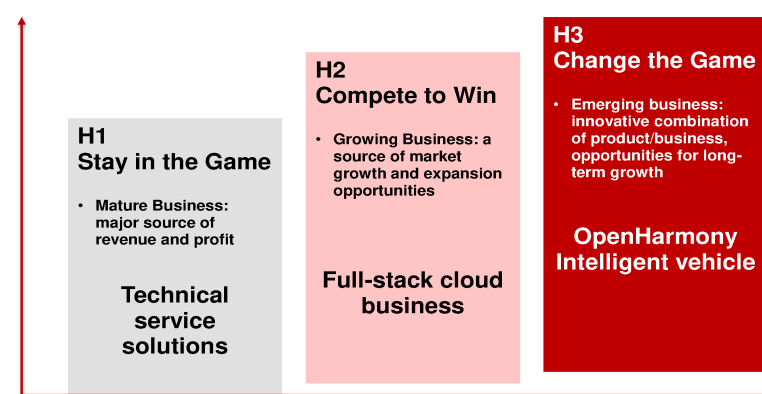 H1
Stay in the Game
• Mature Business:
major source of
revenue and profit
Technical
service
solutions
H2
Compete to Win
• Growing Business: a
source of market
growth and expansion
opportunities
Full-stack cloud
business
H3
Change the Game
• Emerging business:
innovative combination
of product/business,
opportunities for long-
term growth
OpenHarmony
Intelligent vehicle